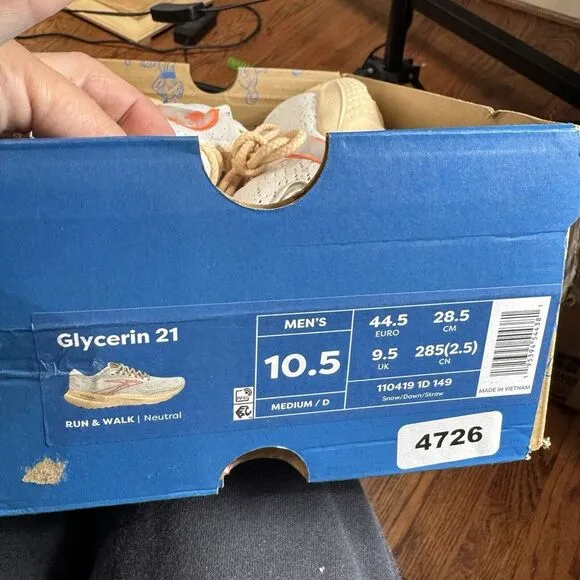 Glycerin 21
RUN & WALK | Neutral
MEN'S
10.5
MEDIUM / D
44.5 28.5
EURO CM
9.5 285(2.5)
UK CN
110419 1D 149
Snow/Dawn/Straw
MADE IN VIETNAM
4726